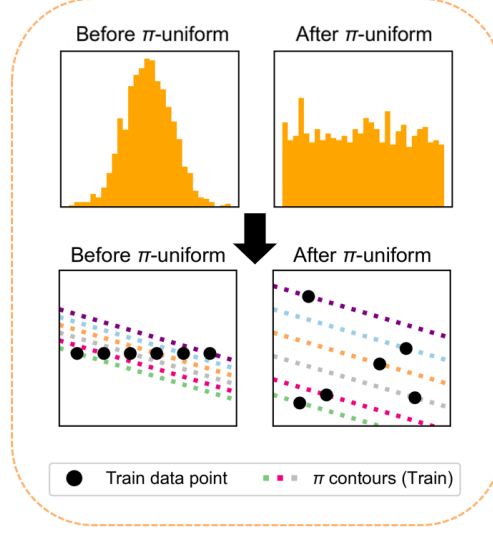 Before π-uniform
After π-uniform
Before π-uniform
After π-uniform
Train data point
π contours (Train)